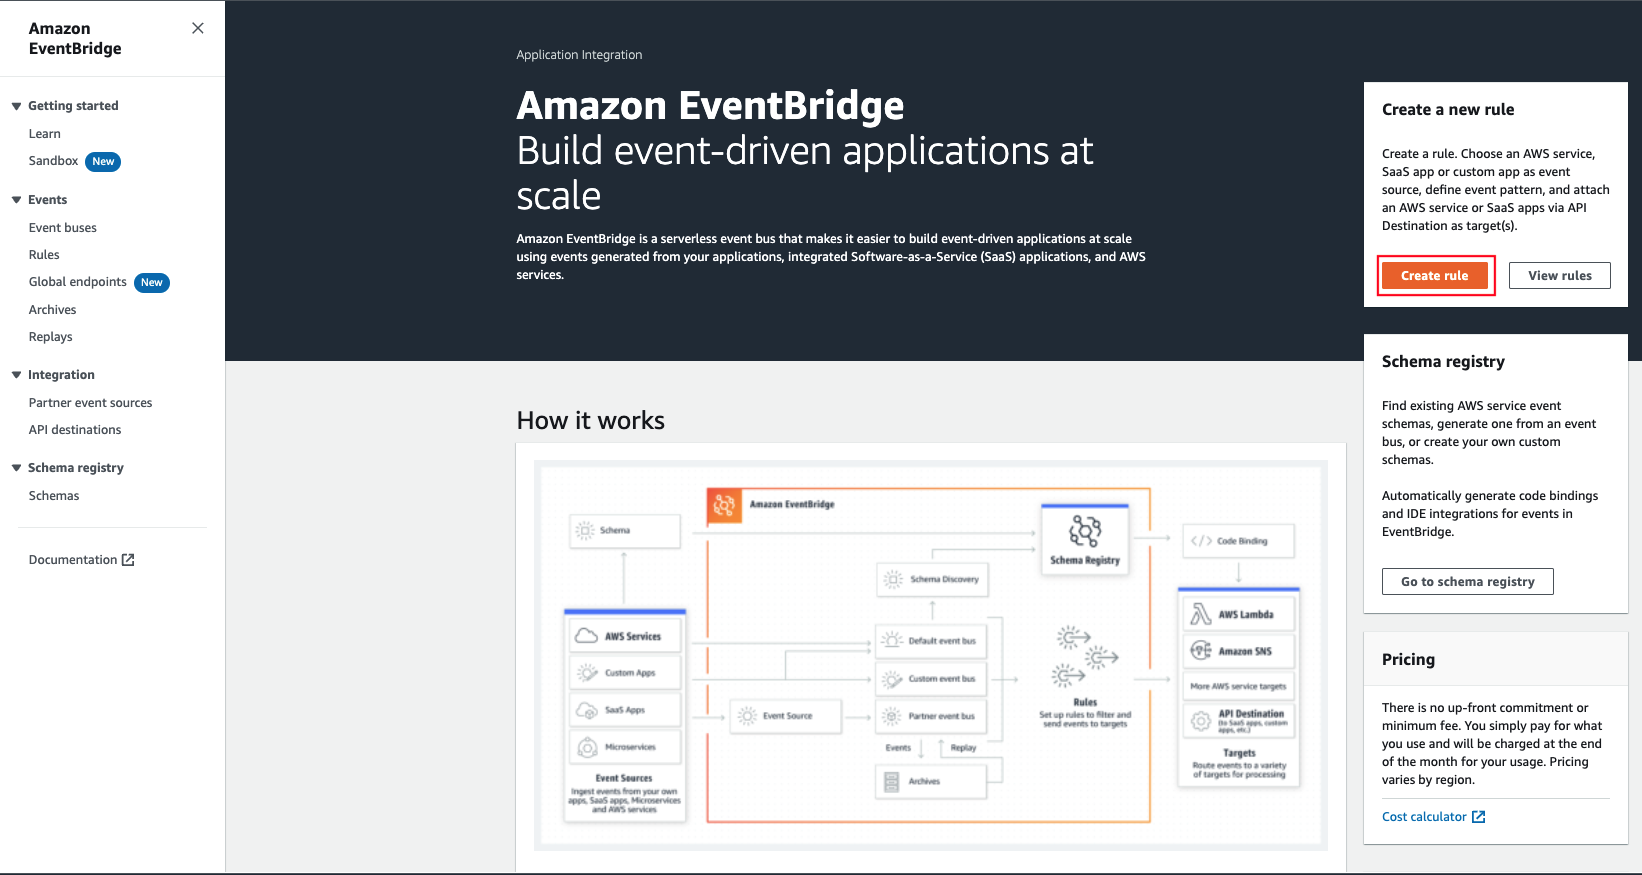 Amazon
EventBridge
Getting started
Learn
Sandbox New
Events
Event buses
Rules
Global endpoints New
Archives
Replays
Integration
Partner event sources
API destinations
Schema registry
Schemas
Documentation
Application Integration
Amazon EventBridge
Build event-driven applications at
scale
Amazon EventBridge is a serverless event bus that makes it easier to build event-driven applications at scale
using events generated from your applications, integrated Software-as-a-Service (SaaS) applications, and AWS
services.
Create a new rule
Create a rule. Choose an AWS service,
SaaS app or custom app as event
source, define event pattern, and attach
an AWS service or SaaS apps via API
Destination as target(s).
Create rule View rules
Schema registry
Find existing AWS service event
schemas, generate one from an event
bus, or create your own custom
schemas.
Automatically generate code bindings
and IDE integrations for events in
EventBridge.
Go to schema registry
Pricing
There is no up-front commitment or
minimum fee. You simply pay for what
you use and will be charged at the end
of the month for your usage. Pricing
varies by region.
Cost calculator
How it works
Amazon EventBridge
Schema
AWS Services
Custom Apps
SaaS Apps
Microservices
Event Sources
Ingest events from your own
apps, SaaS apps, Microservices
and AWS services
Event Source
Schema Discovery
Default event bus
Custom event bus
Partner event bus
Events Replay
Archives
Schema Registry
Rules
Set up rules to filter and
send events to targets
</> Code Binding
AWS Lambda
Amazon SNS
More AWS service targets
API Destination
(to SaaS apps, custom
apps, etc.)
Targets
Route events to a variety
of targets for processing